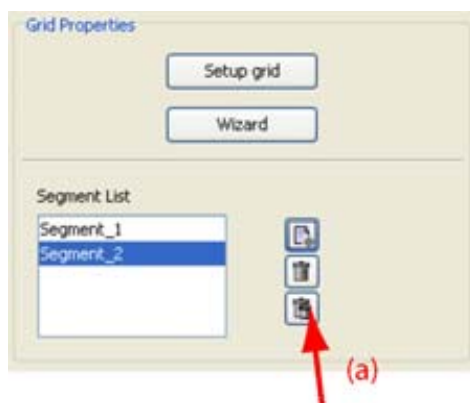 Grid Properties
Setup grid
Wizard
Segment List
Segment_1
Segment_2
(a)